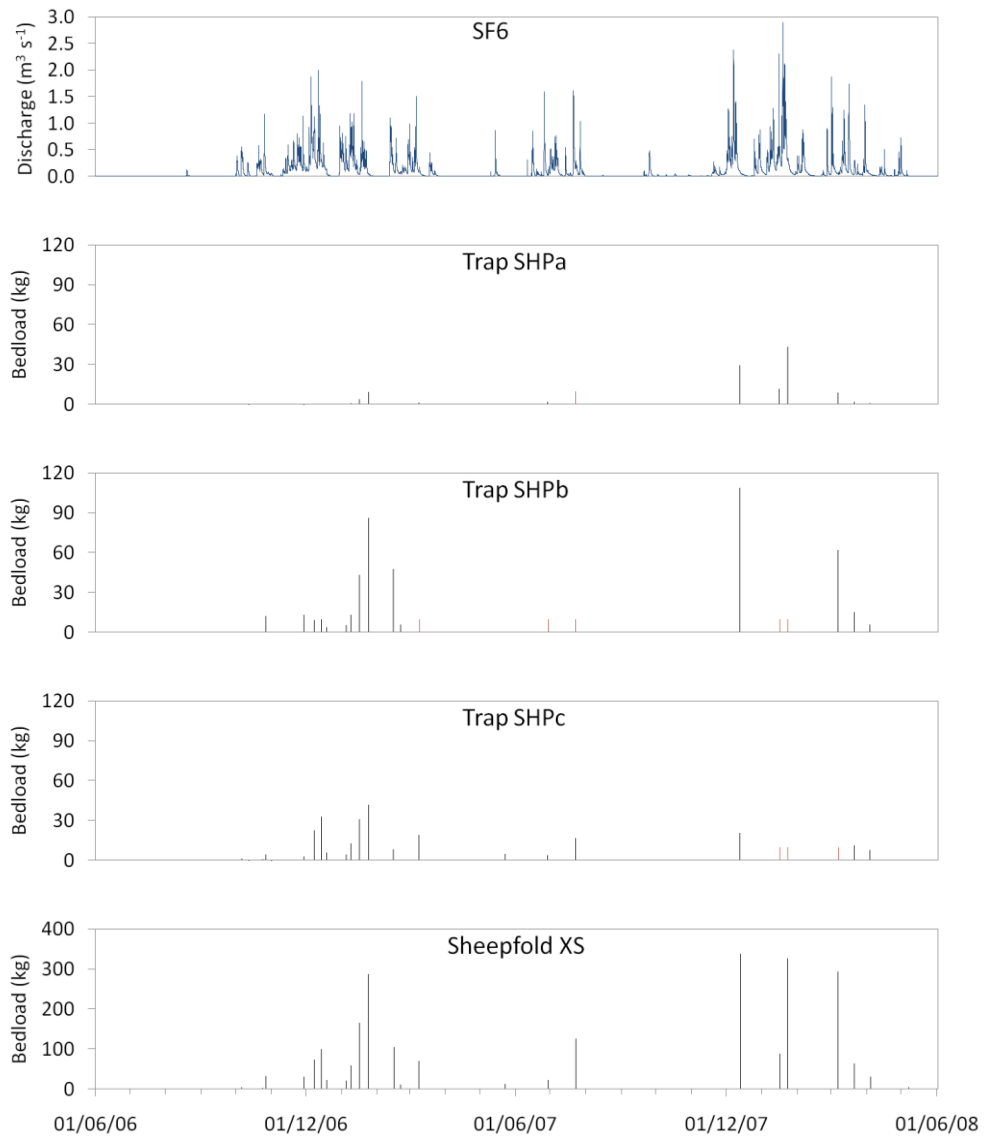 SF6
Discharge (m³ s⁻¹)
3.0
2.5
2.0
1.5
1.0
0.5
0.0
Trap SHPa
Bedload (kg)
120
90
60
30
0
Trap SHPb
Bedload (kg)
120
90
60
30
0
Trap SHPc
Bedload (kg)
120
90
60
30
0
Sheepfold XS
Bedload (kg)
400
300
200
100
0
01/06/06 01/12/06 01/06/07 01/12/07 01/06/08